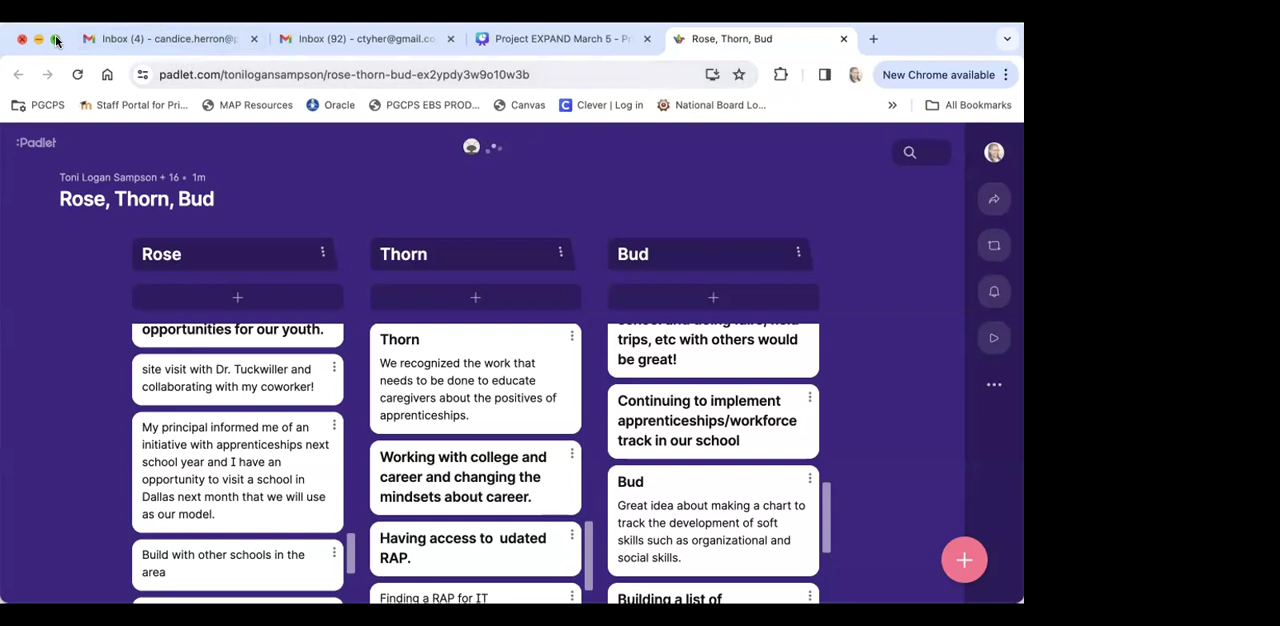 Inbox (4) - candice.herron@p
Inbox (92) - ctyher@gmail.co
Project EXPAND March 5 - Pr
Rose, Thorn, Bud
padlet.com/tonilogansampson/rose-thorn-bud-ex2ypdy3w9o10w3b
New Chrome available
PGCPS
Staff Portal for Pri...
MAP Resources
Oracle
PGCPS EBS PROD...
Canvas
Clever | Log in
National Board Lo...
»
All Bookmarks
:Padlet
Toni Logan Sampson + 16 • 1m
Rose, Thorn, Bud
Rose
opportunities for our youth.
site visit with Dr. Tuckwiller and
collaborating with my coworker!
My principal informed me of an
initiative with apprenticeships next
school year and I have an
opportunity to visit a school in
Dallas next month that we will use
as our model.
Build with other schools in the
area
Thorn
Thorn
We recognized the work that
needs to be done to educate
caregivers about the positives of
apprenticeships.
Working with college and
career and changing the
mindsets about career.
Having access to udated
RAP.
Finding a RAP for IT
Bud
trips, etc with others would
be great!
Continuing to implement
apprenticeships/workforce
track in our school
Bud
Great idea about making a chart to
track the development of soft
skills such as organizational and
social skills.
Building a list of